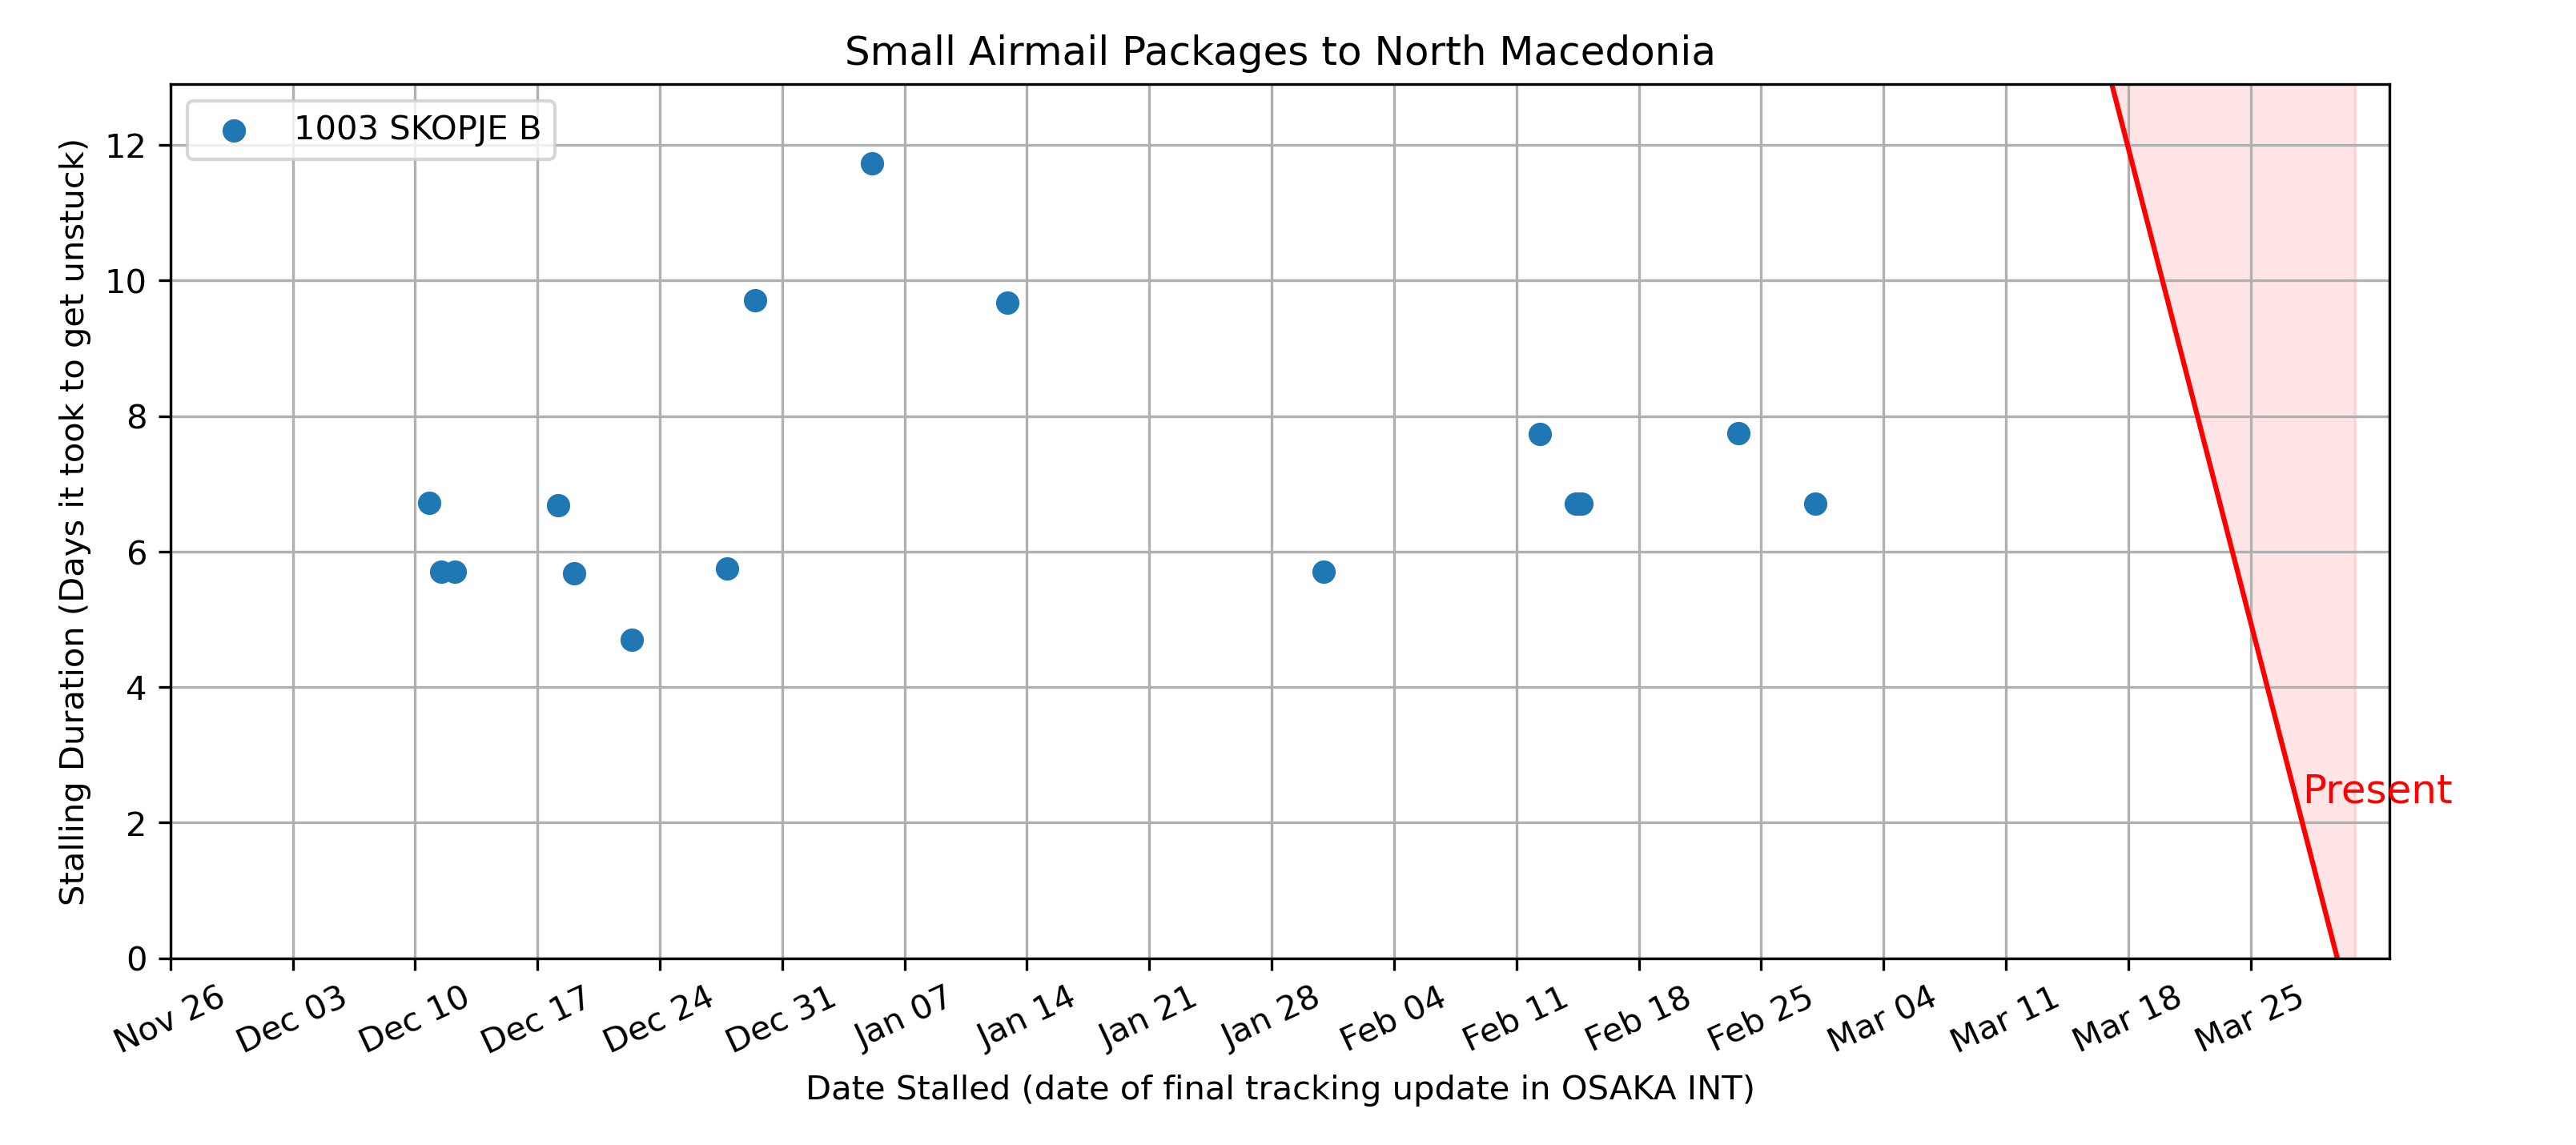 Small Airmail Packages to North Macedonia
1003 SKOPJE B
Stalling Duration (Days it took to get unstuck)
12
10
8
6
4
2
0
Present
Nov 26
Dec 03
Dec 10
Dec 17
Dec 24
Dec 31
Jan 07
Jan 14
Jan 21
Jan 28
Feb 04
Feb 11
Feb 18
Feb 25
Mar 04
Mar 11
Mar 18
Mar 25
Date Stalled (date of final tracking update in OSAKA INT)